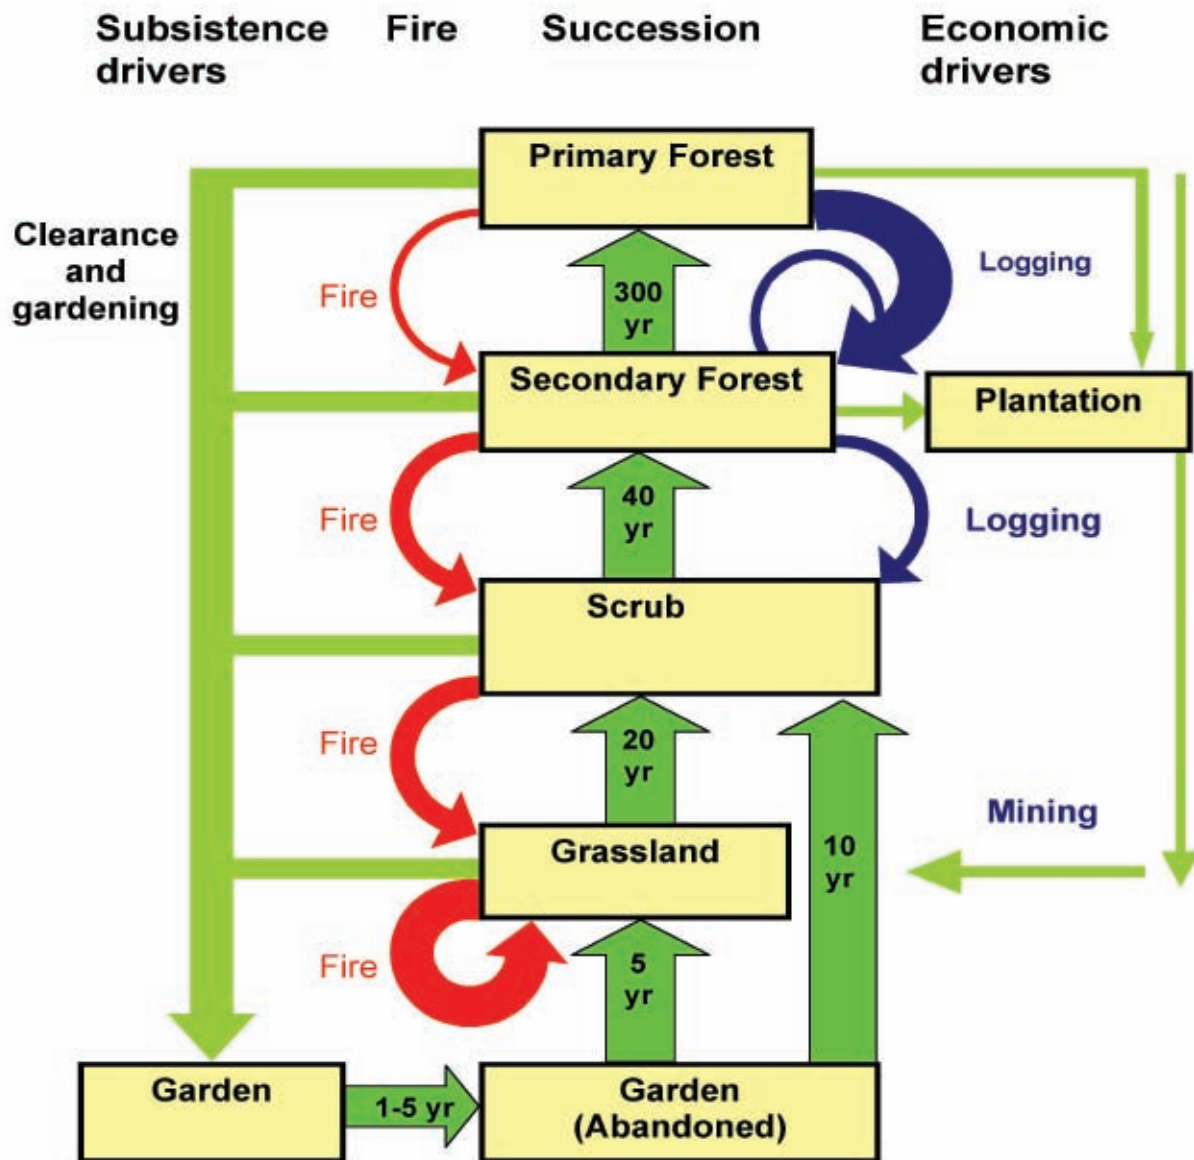 Subsistence
drivers
Fire
Succession
Economic
drivers
Primary Forest
Clearance
and
gardening
Fire
300
yr
Logging
Secondary Forest
Plantation
Fire
40
yr
Logging
Scrub
Fire
20
yr
Mining
Grassland
10
yr
Fire
5
yr
Garden
1-5 yr
Garden
(Abandoned)